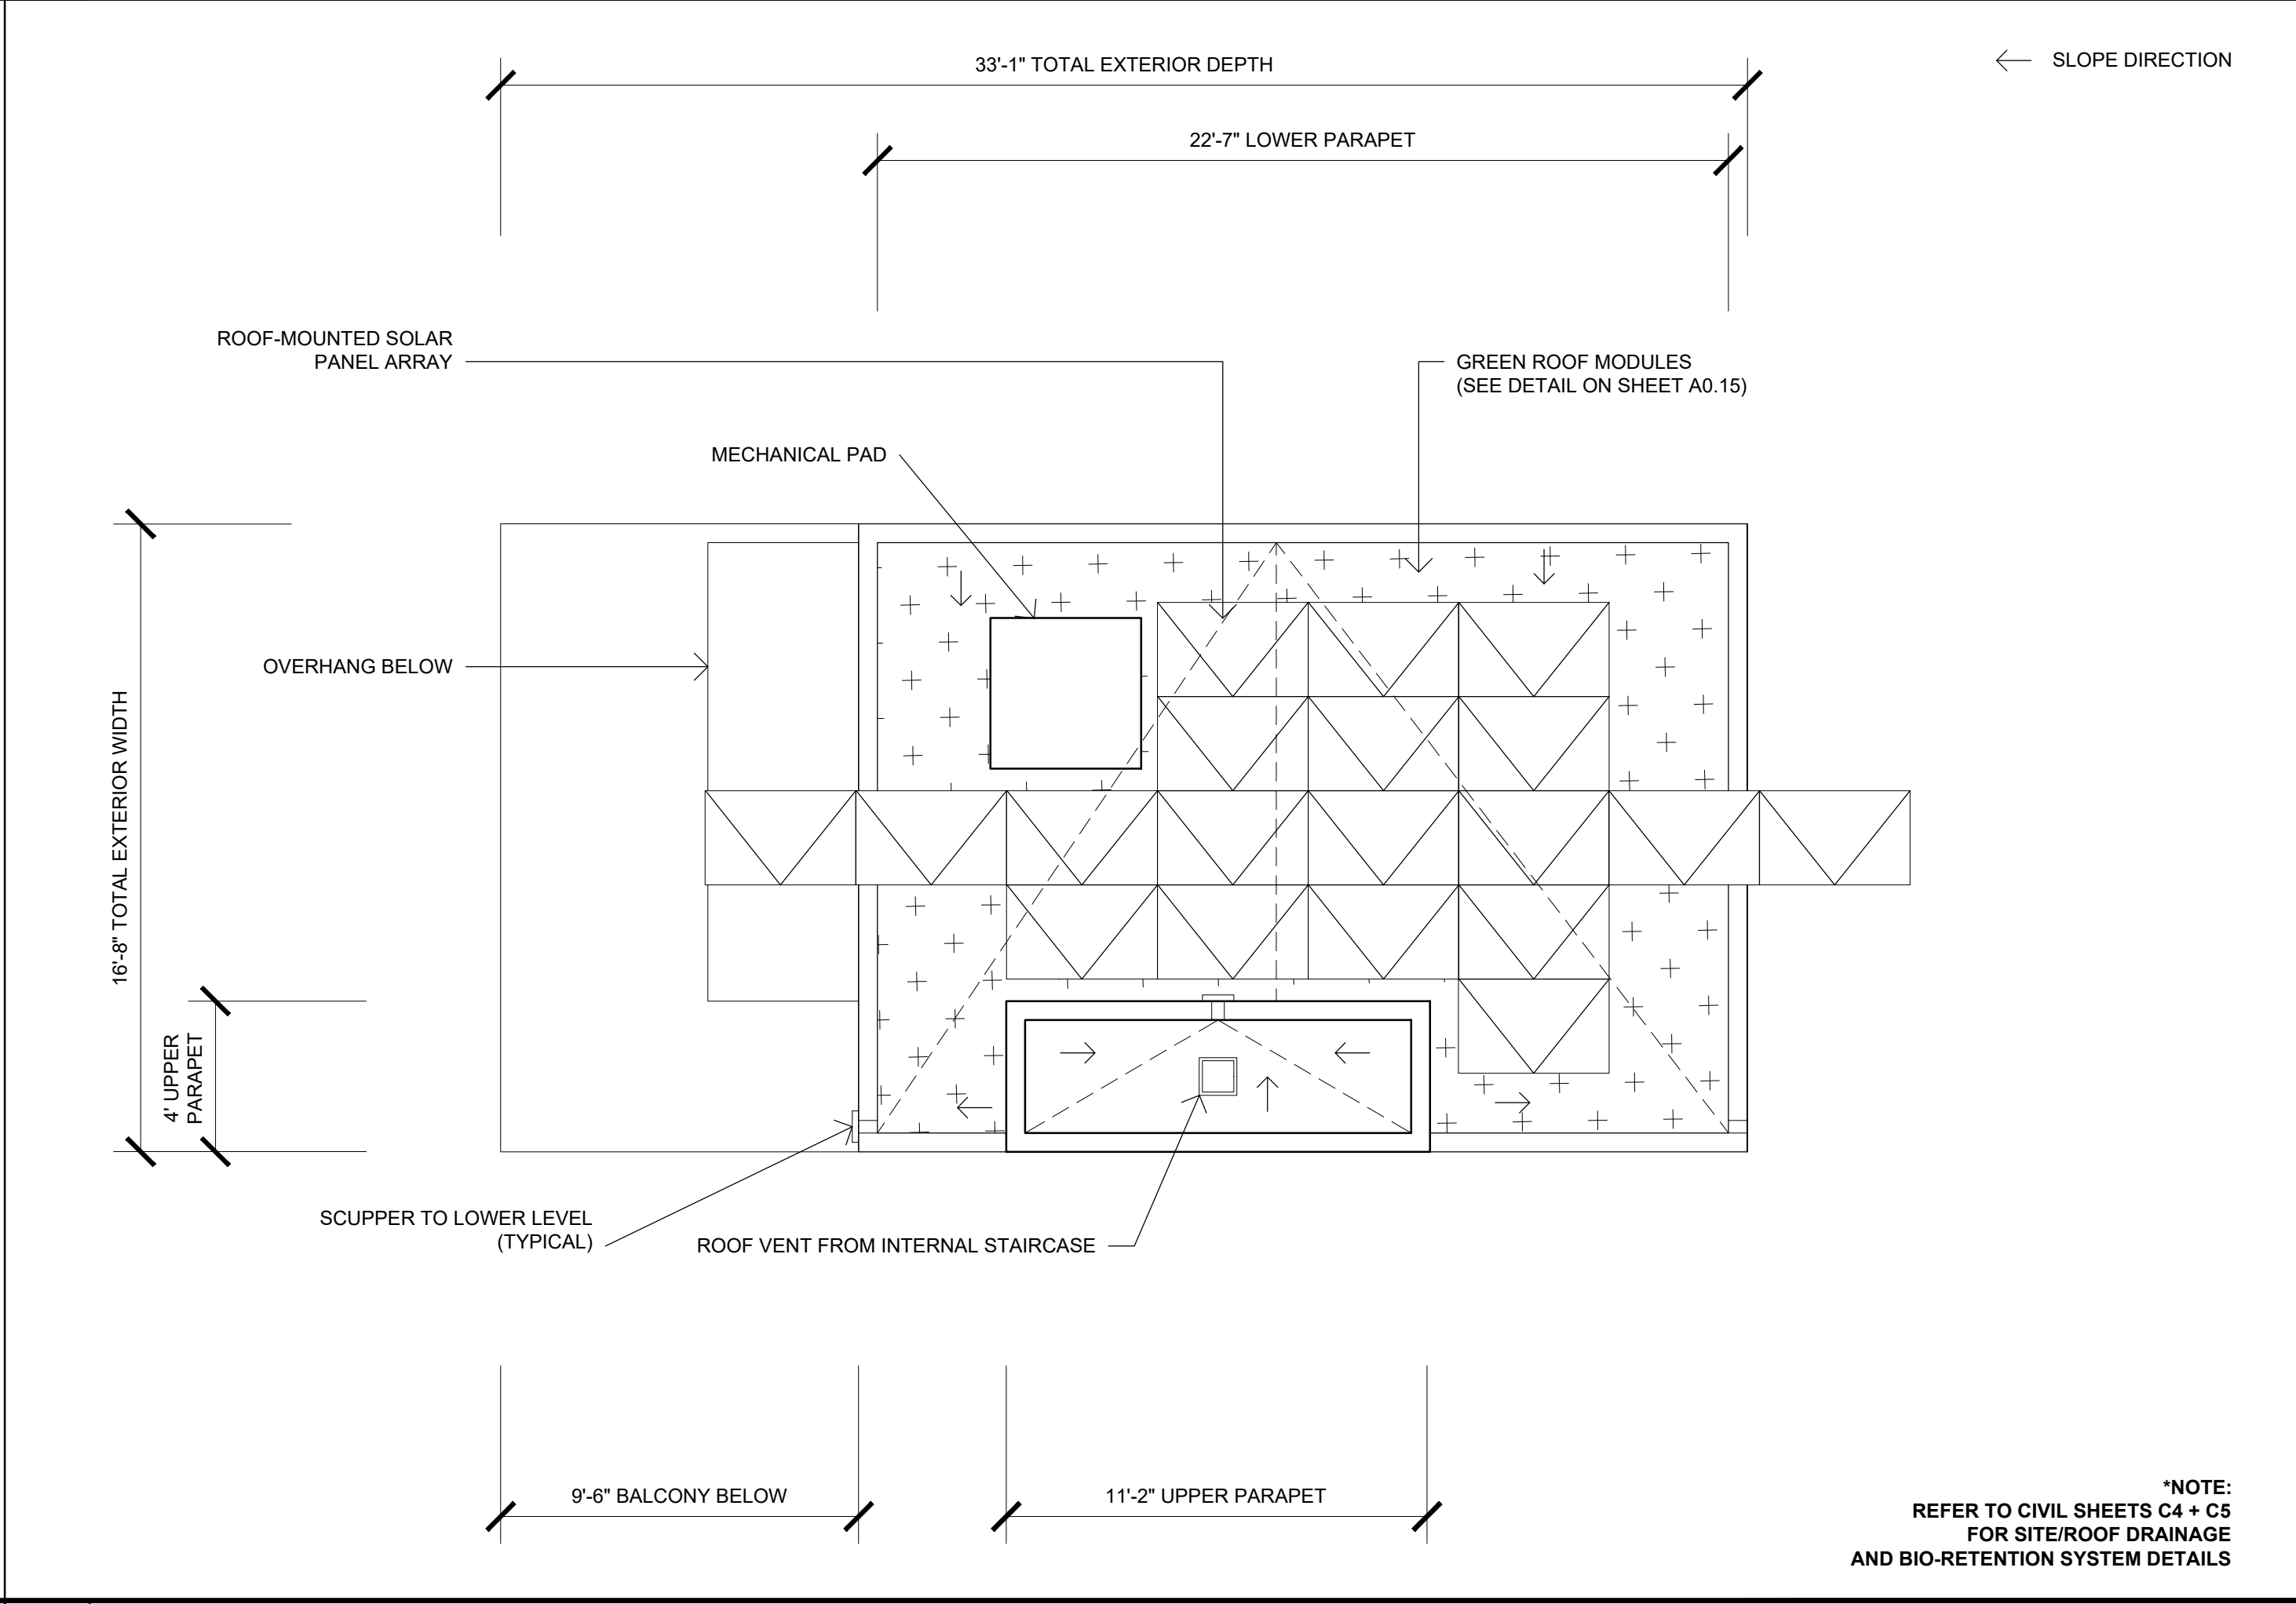 33'-1" TOTAL EXTERIOR DEPTH
SLOPE DIRECTION
22'-7" LOWER PARAPET
ROOF-MOUNTED SOLAR
PANEL ARRAY
GREEN ROOF MODULES
(SEE DETAIL ON SHEET A0.15)
MECHANICAL PAD
OVERHANG BELOW
16'-8" TOTAL EXTERIOR WIDTH
4' UPPER
PARAPET
SCUPPER TO LOWER LEVEL
(TYPICAL)
ROOF VENT FROM INTERNAL STAIRCASE
9'-6" BALCONY BELOW
11'-2" UPPER PARAPET
*NOTE:
REFER TO CIVIL SHEETS C4 + C5
FOR SITE/ROOF DRAINAGE
AND BIO-RETENTION SYSTEM DETAILS